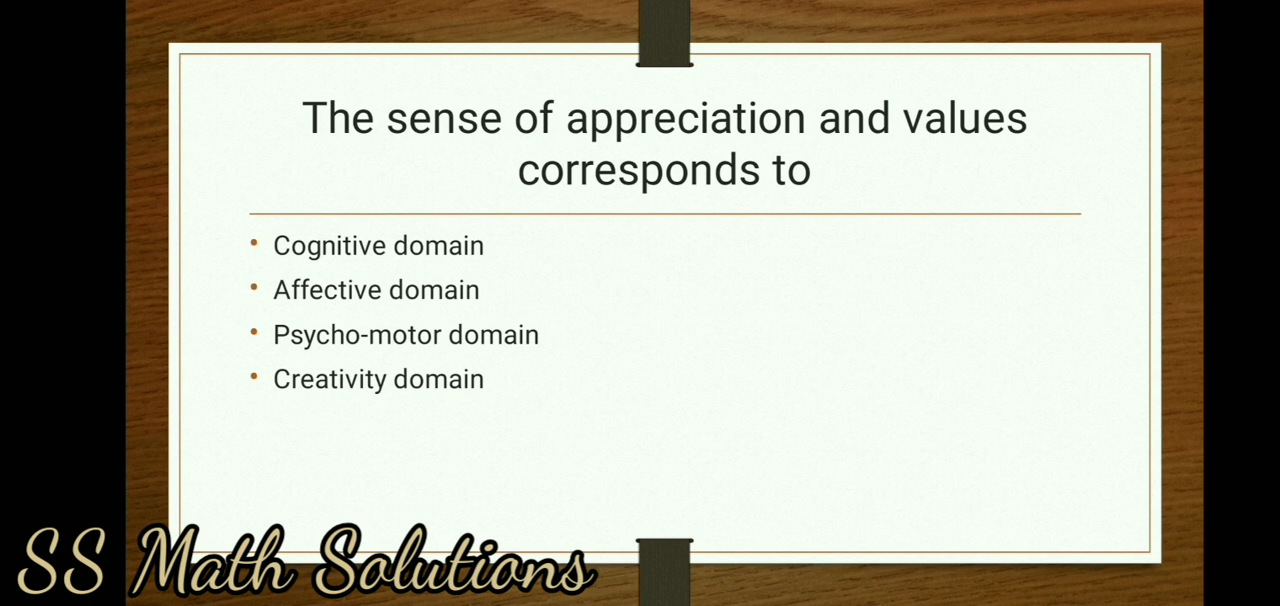 The sense of appreciation and values
corresponds to
• Cognitive domain
• Affective domain
• Psycho-motor domain
• Creativity domain
SS Math Solutions